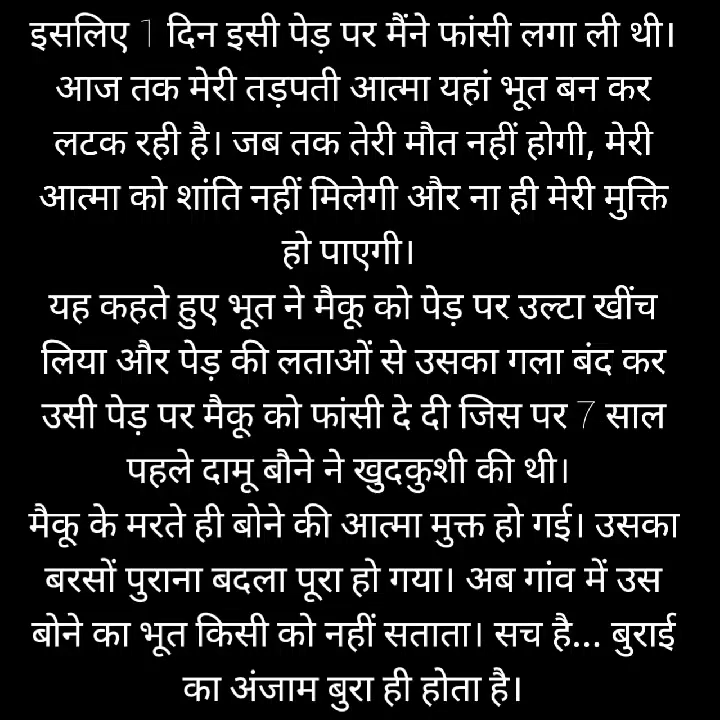 इसलिए 1 दिन इसी पेड़ पर मैंने फांसी लगा ली थी।
आज तक मेरी तड़पती आत्मा यहां भूत बन कर
लटक रही है। जब तक तेरी मौत नहीं होगी, मेरी
आत्मा को शांति नहीं मिलेगी और ना ही मेरी मुक्ति
हो पाएगी।
यह कहते हुए भूत ने मैकू को पेड़ पर उल्टा खींच
लिया और पेड़ की लताओं से उसका गला बंद कर
उसी पेड़ पर मैकू को फांसी दे दी जिस पर 7 साल
पहले दामू बौने ने खुदकुशी की थी।
मैकू के मरते ही बोने की आत्मा मुक्त हो गई। उसका
बरसों पुराना बदला पूरा हो गया। अब गांव में उस
बोने का भूत किसी को नहीं सताता। सच है... बुराई
का अंजाम बुरा ही होता है।